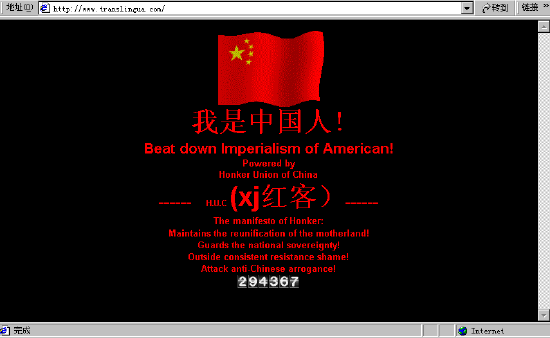 地址(D) http://www.translingua.com/ 转到 链接 »
我是中国人!
Beat down Imperialism of American!
Powered by
Honker Union of China
------ H.U.C (xj红客) ------
The manifesto of Honker:
Maintains the reunification of the motherland!
Guards the national sovereignty!
Outside consistent resistance shame!
Attack anti-Chinese arrogance!
294367
完成 Internet